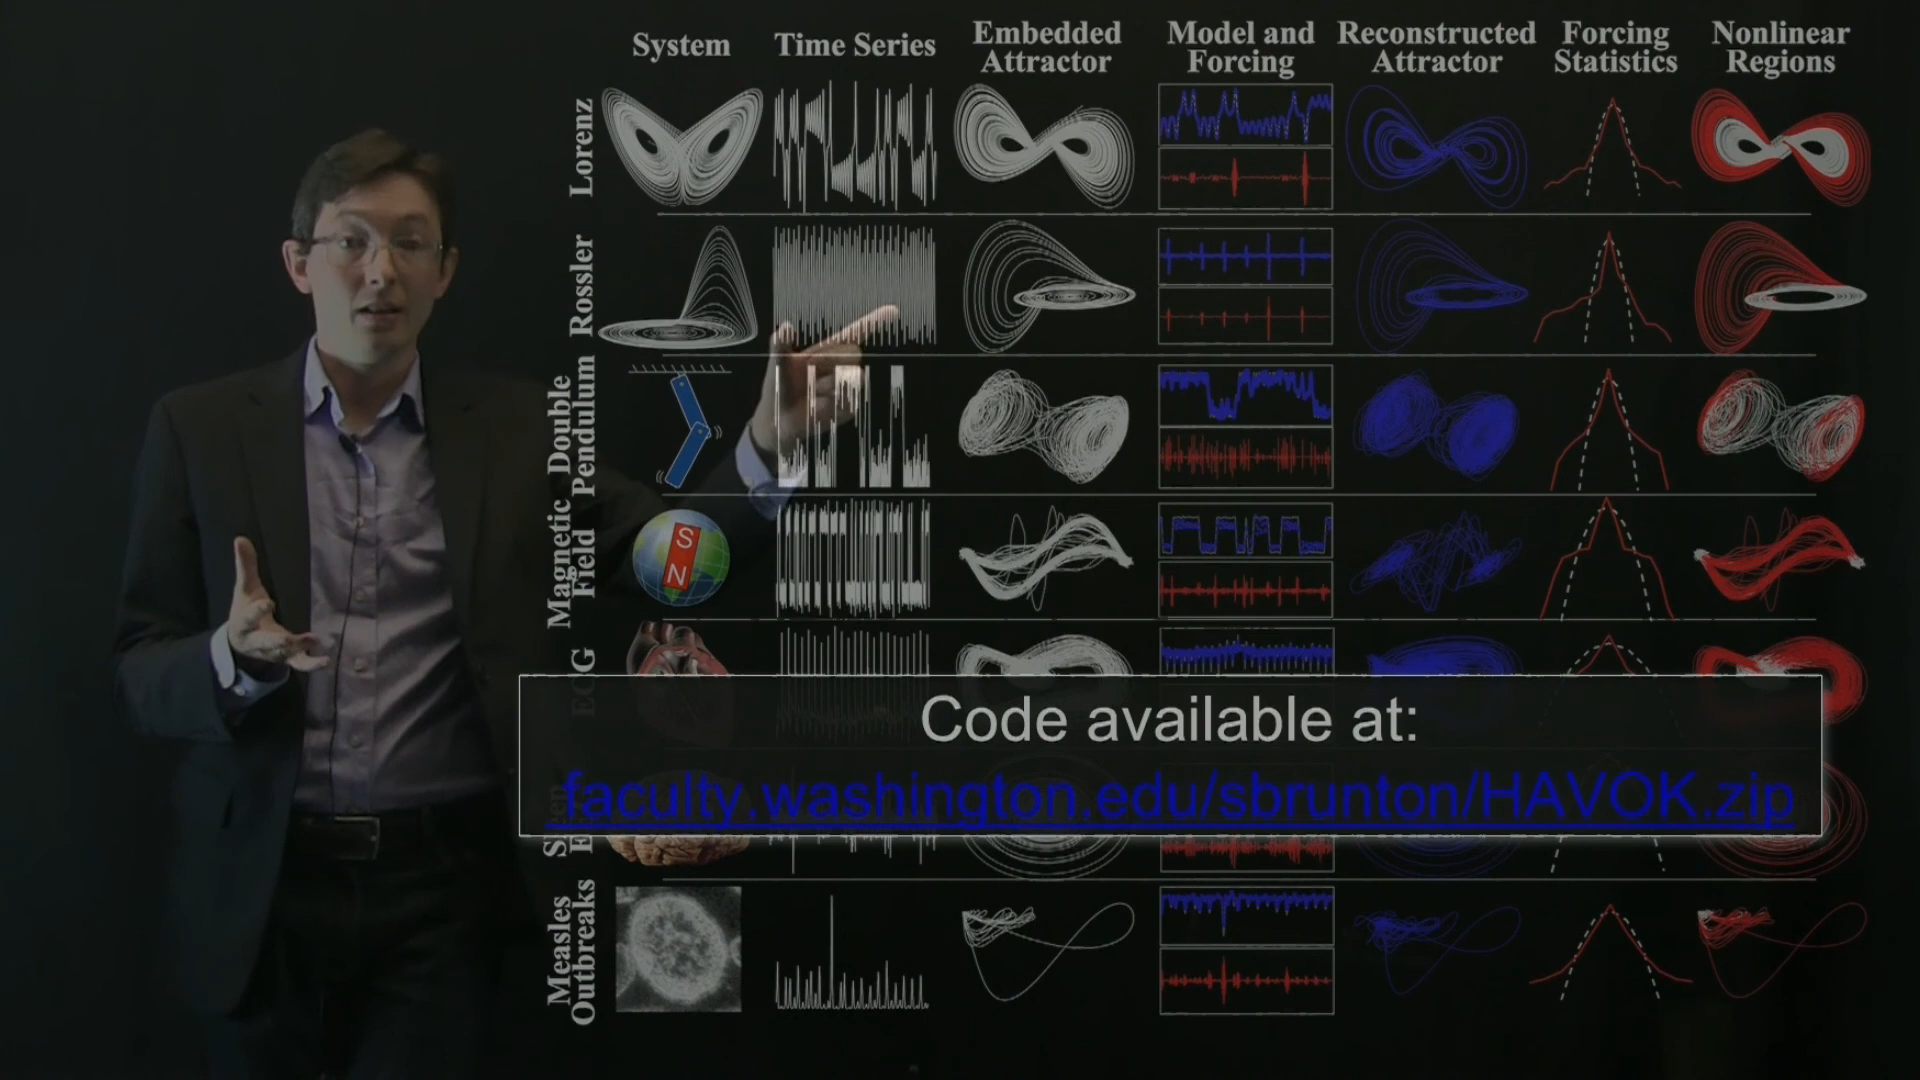 System
Time Series
Embedded
Attractor
Model and
Forcing
Reconstructed
Attractor
Forcing
Statistics
Nonlinear
Regions
Lorenz
Rossler
Double
Pendulum
Magnetic
Field
S
N
ECG
Code available at:
faculty.washington.edu/sbrunton/HAVOK.zip
Measles
Outbreaks